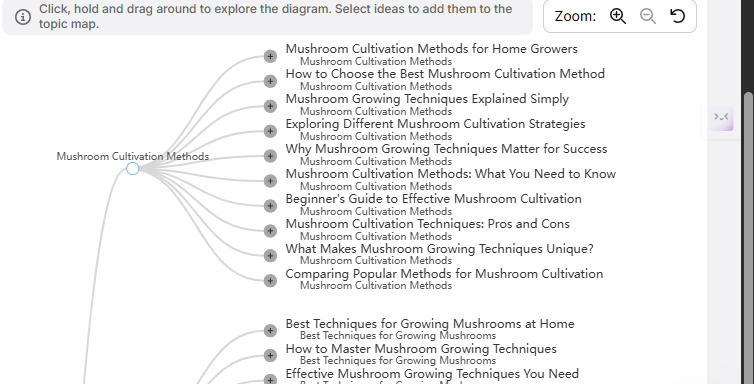 Click, hold and drag around to explore the diagram. Select ideas to add them to the
topic map.
Zoom:
Mushroom Cultivation Methods
Mushroom Cultivation Methods for Home Growers
Mushroom Cultivation Methods
How to Choose the Best Mushroom Cultivation Method
Mushroom Cultivation Methods
Mushroom Growing Techniques Explained Simply
Mushroom Cultivation Methods
Exploring Different Mushroom Cultivation Strategies
Mushroom Cultivation Methods
Why Mushroom Growing Techniques Matter for Success
Mushroom Cultivation Methods
Mushroom Cultivation Methods: What You Need to Know
Mushroom Cultivation Methods
Beginner's Guide to Effective Mushroom Cultivation
Mushroom Cultivation Methods
Mushroom Cultivation Techniques: Pros and Cons
Mushroom Cultivation Methods
What Makes Mushroom Growing Techniques Unique?
Mushroom Cultivation Methods
Comparing Popular Methods for Mushroom Cultivation
Mushroom Cultivation Methods
Best Techniques for Growing Mushrooms at Home
Best Techniques for Growing Mushrooms
How to Master Mushroom Growing Techniques
Best Techniques for Growing Mushrooms
Effective Mushroom Growing Techniques You Need